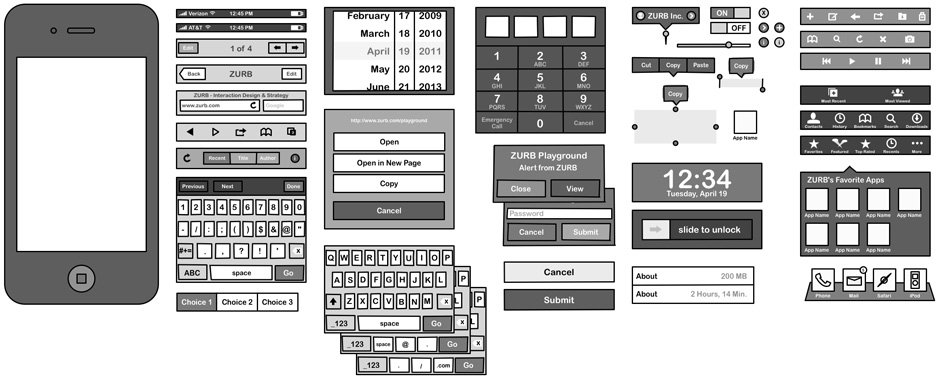 Verizon 12:45 PM
AT&T 12:45 PM
Edit 1 of 4
Back ZURB Edit
ZURB - Interaction Design & Strategy
www.zurb.com Google
Recent Title Author
Previous Next Done
1 2 3 4 5 6 7 8 9 0
- / : ; ( ) $ & @ "
#+= . , ? ! ' x
ABC space Go
Choice 1 Choice 2 Choice 3
February 17 2009
March 18 2010
April 19 2011
May 20 2012
June 21 2013
http://www.zurb.com/playground
Open
Open in New Page
Copy
Cancel
Q W E R T Y U I O P
A S D F G H J K L
Z X C V B N M x
_123 space Go
P
L
x
_123 space @ . Go
P
L
x
_123 . / .com Go
1 2 3
ABC DEF
4 5 6
GHI JKL MNO
7 8 9
PQRS TUV WXYZ
Emergency Call 0 Cancel
ZURB Playground
Alert from ZURB
Close View
Password
Cancel Submit
Cancel
Submit
ZURB Inc. ON x
OFF
Cut Copy Paste Copy
Copy
App Name
12:34
Tuesday, April 19
slide to unlock
About 200 MB
About 2 Hours, 14 Min.
Most Recent Most Viewed
Contacts History Bookmarks Search Downloads
Favorites Featured Top Rated Recents More
ZURB's Favorite Apps
App Name App Name App Name App Name
App Name App Name App Name
Phone Mail Safari iPod